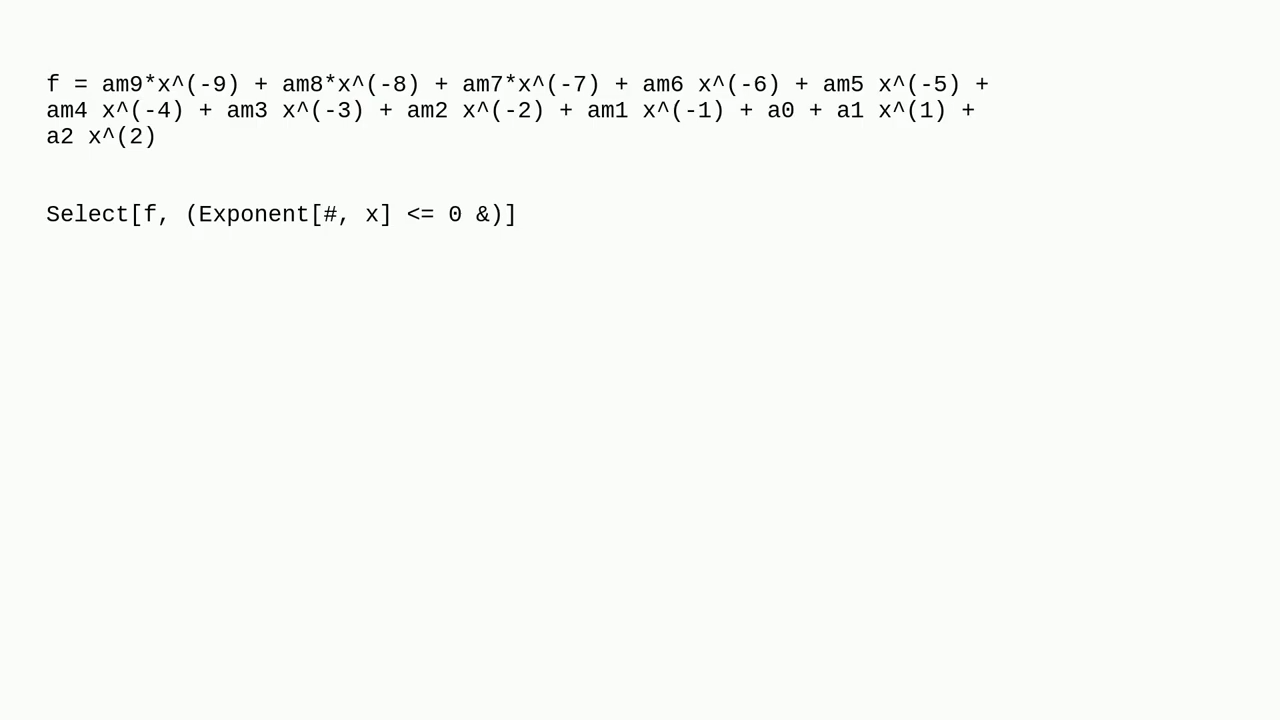 f = am9*x^(-9) + am8*x^(-8) + am7*x^(-7) + am6 x^(-6) + am5 x^(-5) +
am4 x^(-4) + am3 x^(-3) + am2 x^(-2) + am1 x^(-1) + a0 + a1 x^(1) +
a2 x^(2)
Select[f, (Exponent[#, x] <= 0 &)]